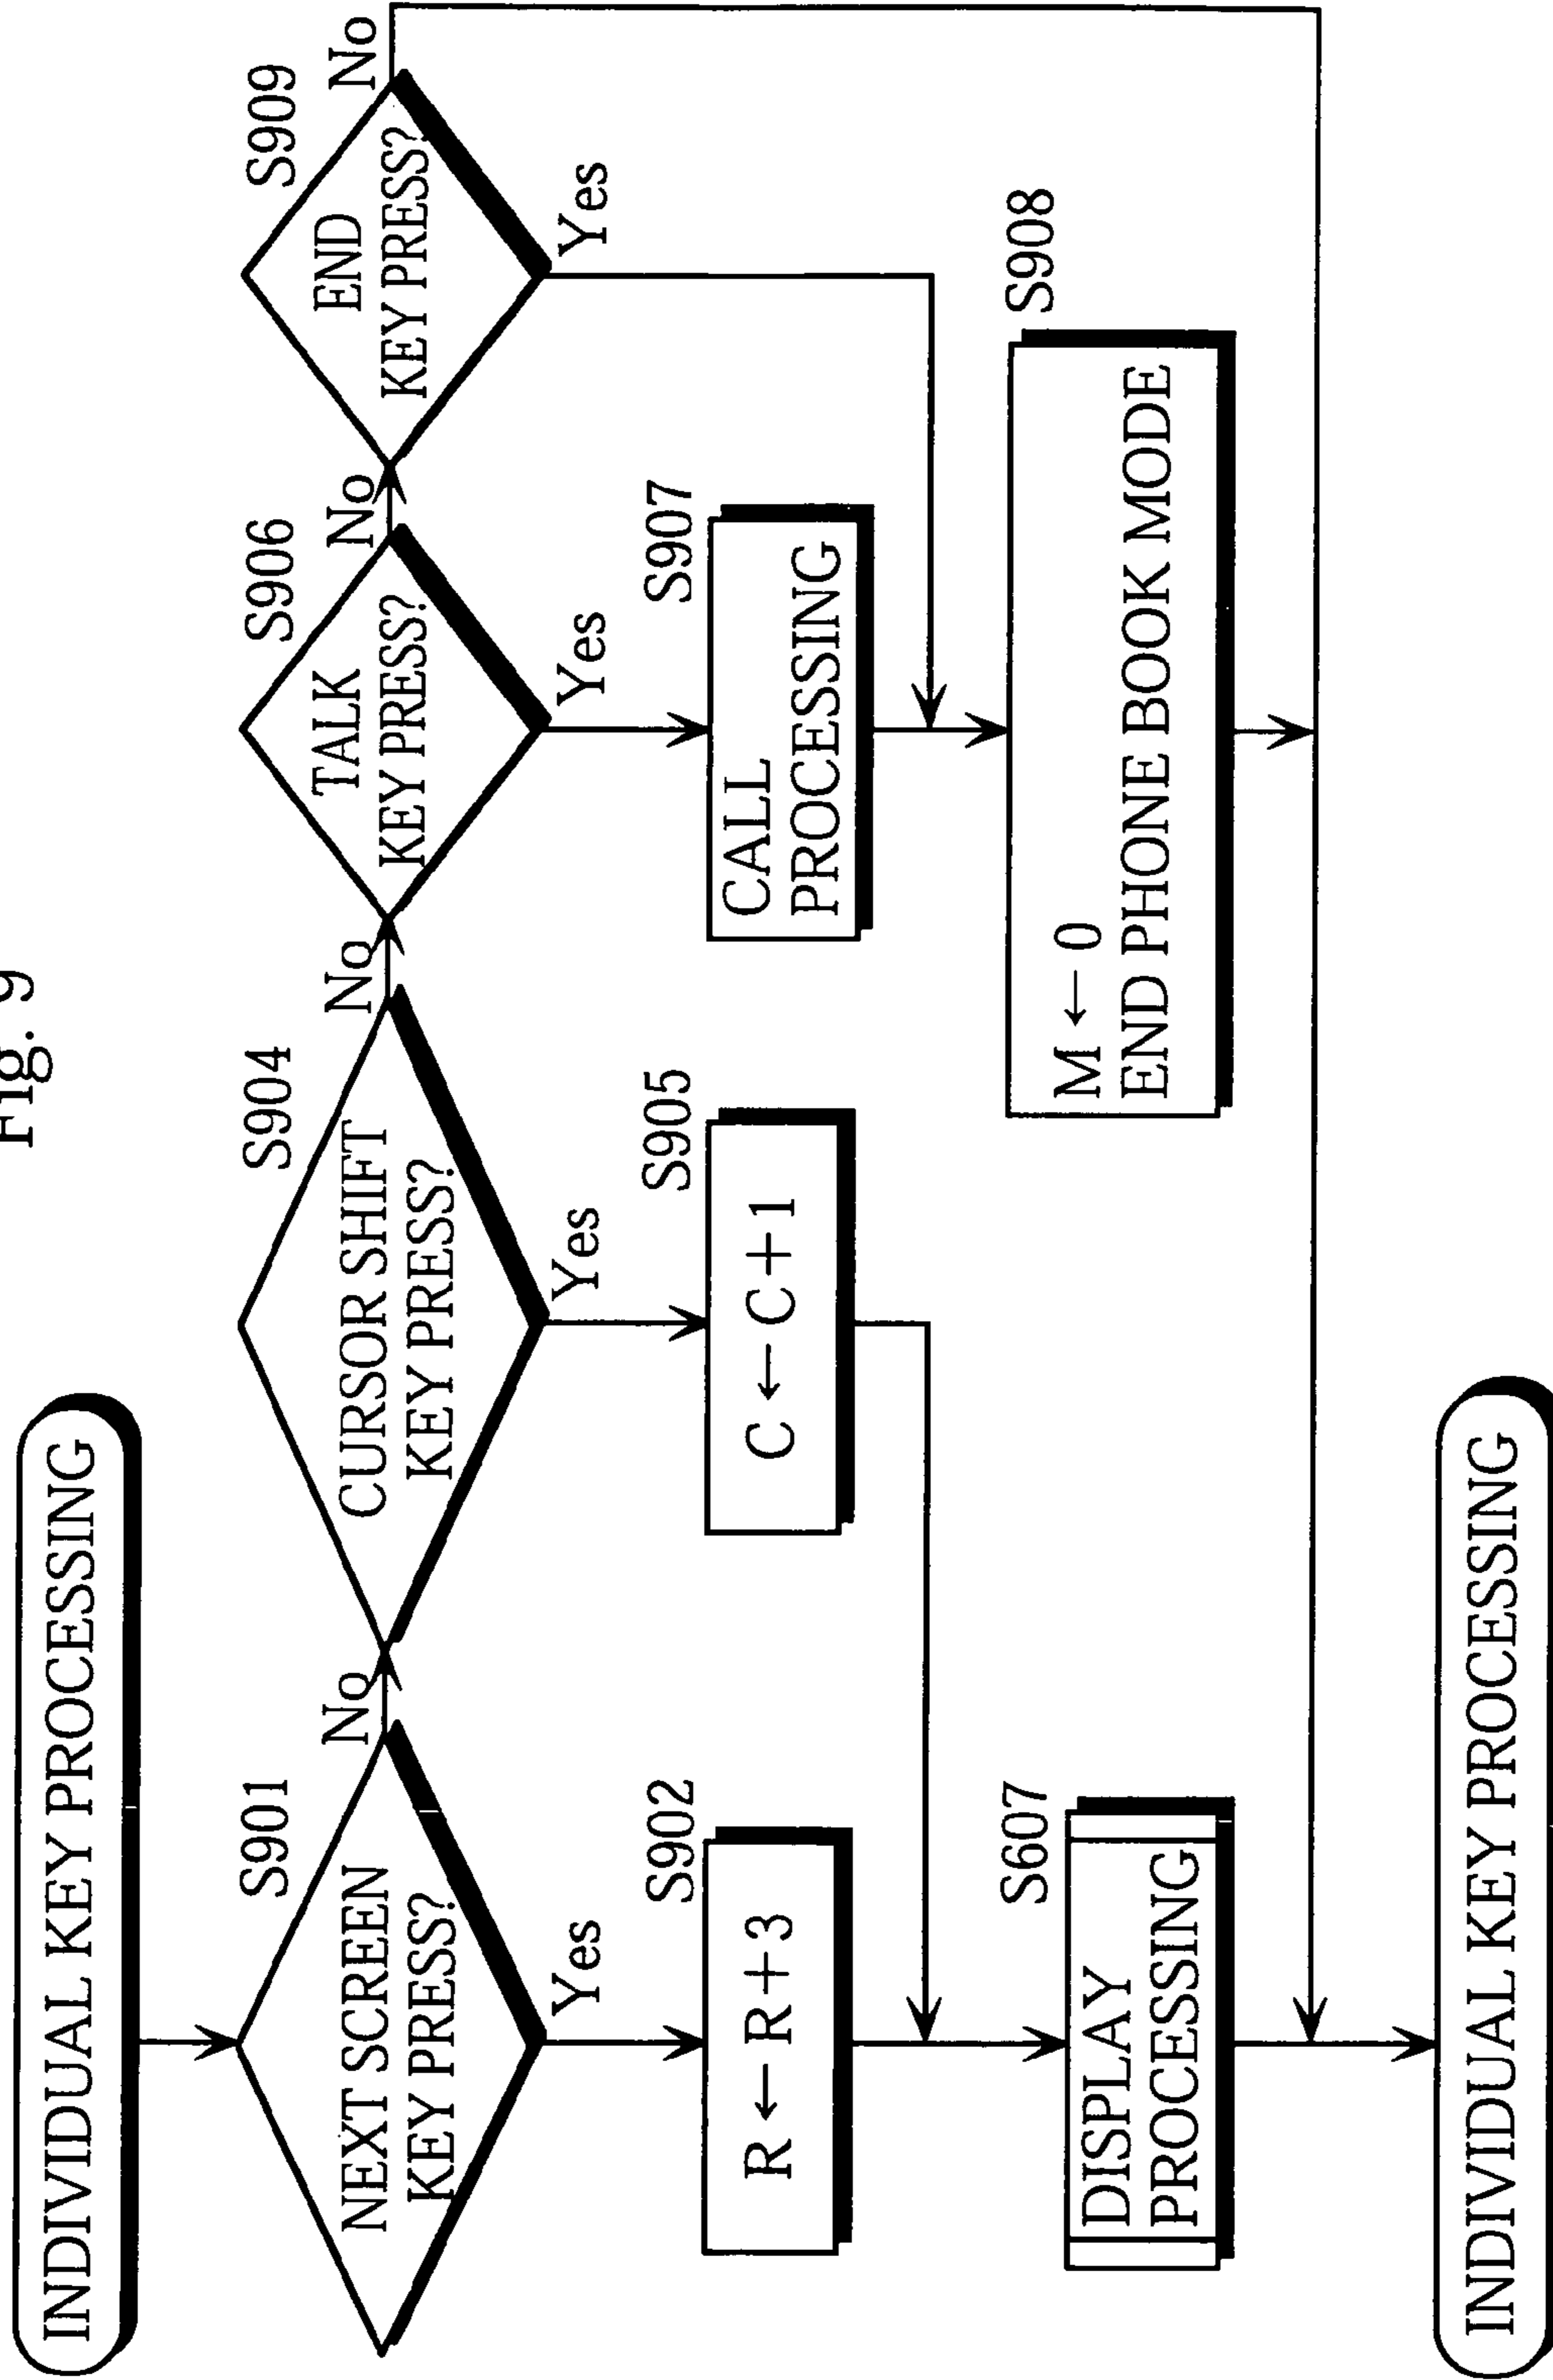 Fig. 9
INDIVIDUAL KEY PROCESSING
S901
NEXT SCREEN
KEY PRESS?
No
Yes
S904
CURSOR SHIFT
KEY PRESS?
No
Yes
S906
TALK
KEY PRESS?
No
Yes
S909
END
KEY PRESS?
No
Yes
S902
R ← R+3
S905
C ← C+1
S907
CALL
PROCESSING
S607
DISPLAY
PROCESSING
S908
M ← 0
END PHONE BOOK MODE
INDIVIDUAL KEY PROCESSING